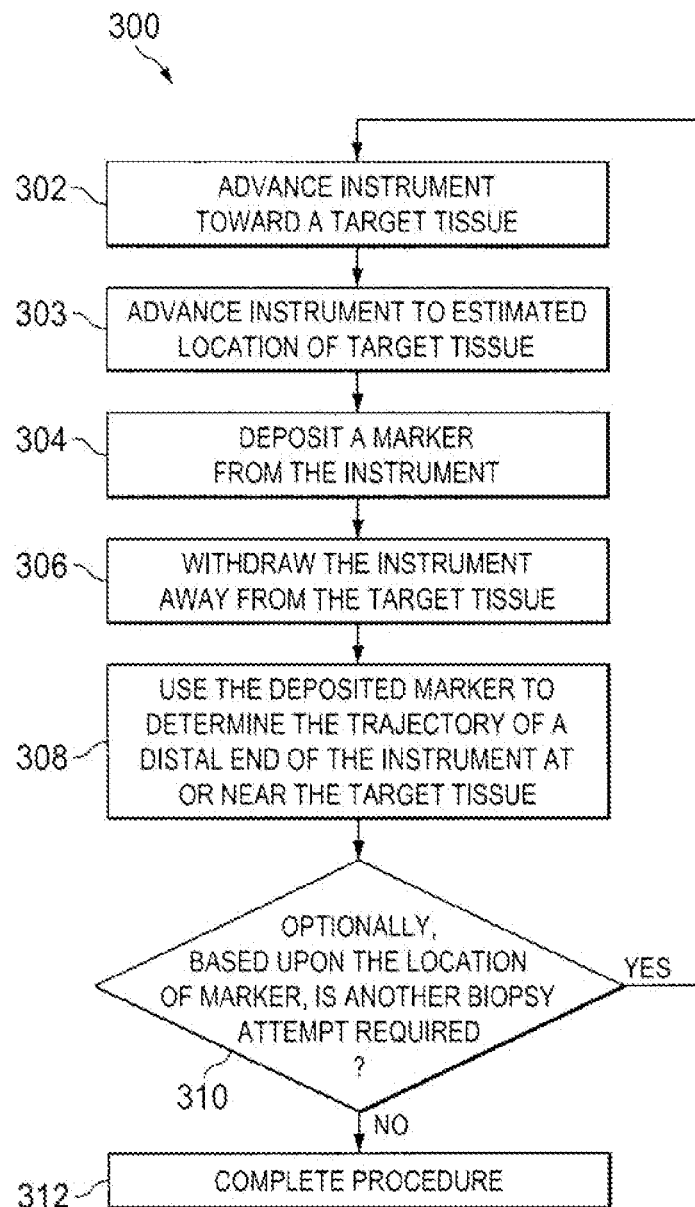 300
302
ADVANCE INSTRUMENT
TOWARD A TARGET TISSUE
303
ADVANCE INSTRUMENT TO ESTIMATED
LOCATION OF TARGET TISSUE
304
DEPOSIT A MARKER
FROM THE INSTRUMENT
306
WITHDRAW THE INSTRUMENT
AWAY FROM THE TARGET TISSUE
308
USE THE DEPOSITED MARKER TO
DETERMINE THE TRAJECTORY OF A
DISTAL END OF THE INSTRUMENT AT
OR NEAR THE TARGET TISSUE
OPTIONALLY,
BASED UPON THE LOCATION
OF MARKER, IS ANOTHER BIOPSY
ATTEMPT REQUIRED
?
YES
310
NO
312
COMPLETE PROCEDURE